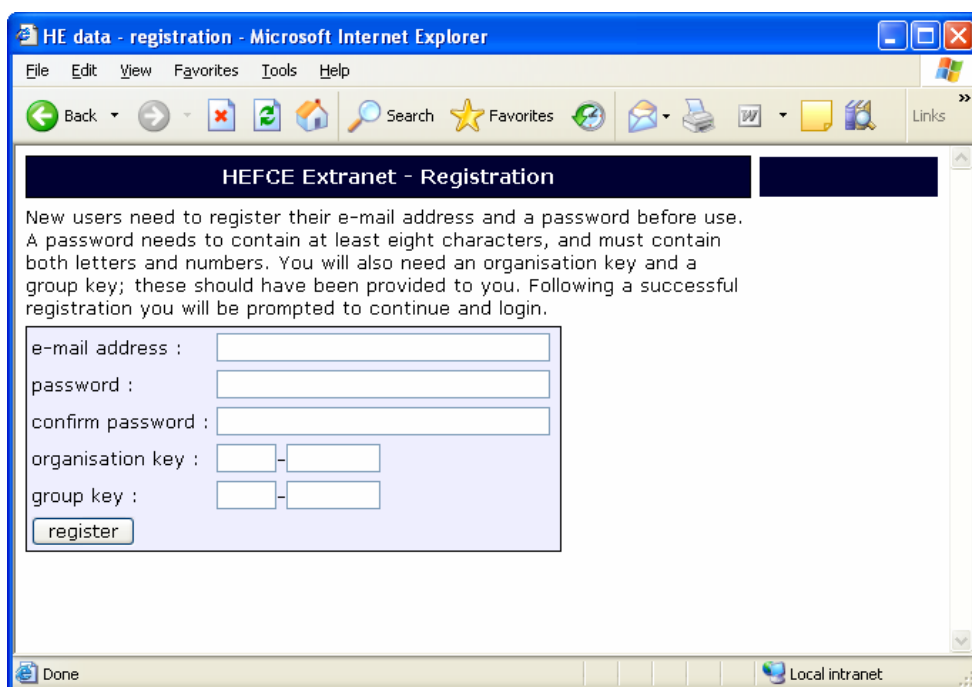 HE data - registration - Microsoft Internet Explorer
File Edit View Favorites Tools Help
Back Search Favorites W Links
HEFCE Extranet - Registration
New users need to register their e-mail address and a password before use.
A password needs to contain at least eight characters, and must contain
both letters and numbers. You will also need an organisation key and a
group key; these should have been provided to you. Following a successful
registration you will be prompted to continue and login.
e-mail address :
password :
confirm password :
organisation key : -
group key : -
register
Done Local intranet